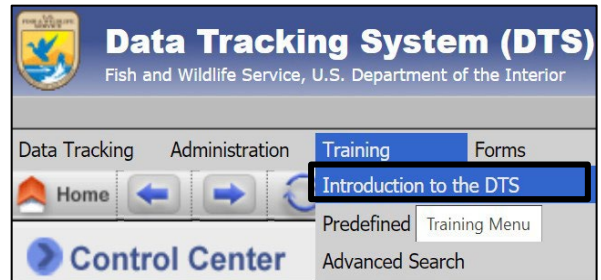 Data Tracking System (DTS)
Fish and Wildlife Service, U.S. Department of the Interior
Data Tracking Administration Training Forms
Home Introduction to the DTS
Predefined Training Menu
Control Center Advanced Search